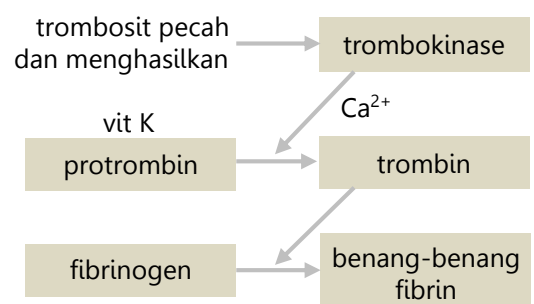 trombosit pecah
dan menghasilkan
trombokinase
Ca²⁺
vit K
protrombin
trombin
fibrinogen
benang-benang
fibrin